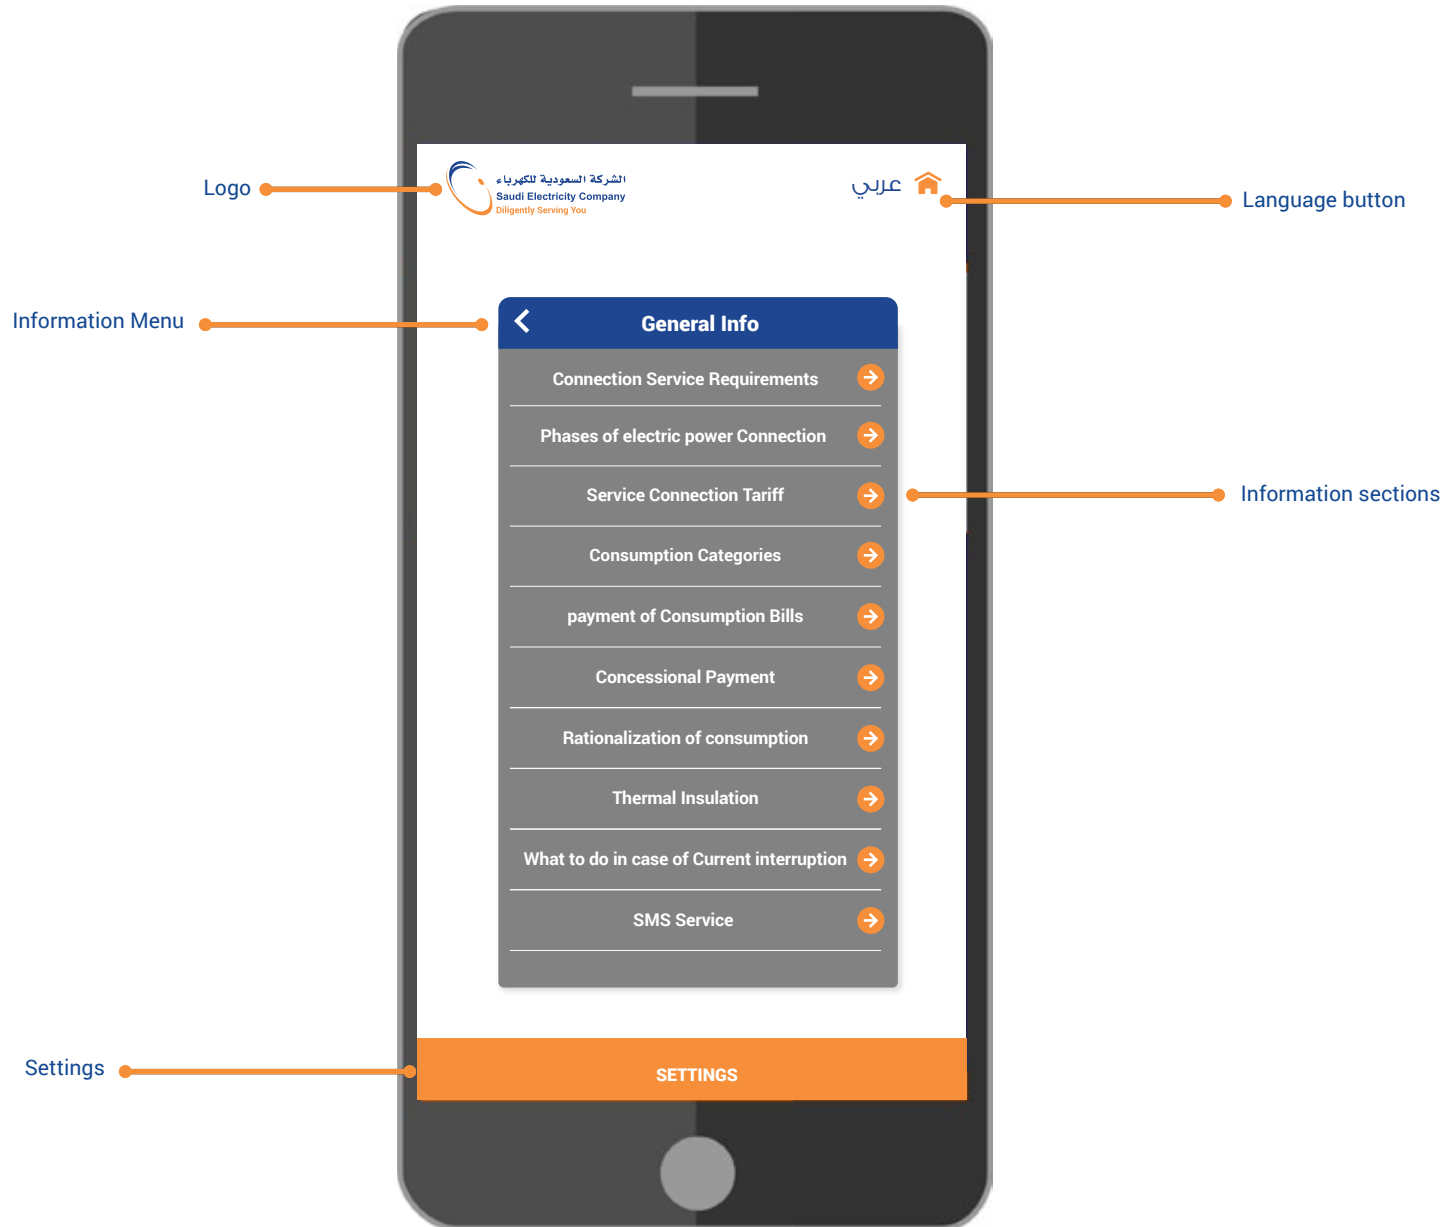 Logo
الشركة السعودية للكهرباء
Saudi Electricity Company
Diligently Serving You
عربي
Language button
Information Menu
General Info
Connection Service Requirements
Phases of electric power Connection
Service Connection Tariff
Information sections
Consumption Categories
payment of Consumption Bills
Concessional Payment
Rationalization of consumption
Thermal Insulation
What to do in case of Current interruption
SMS Service
Settings
SETTINGS